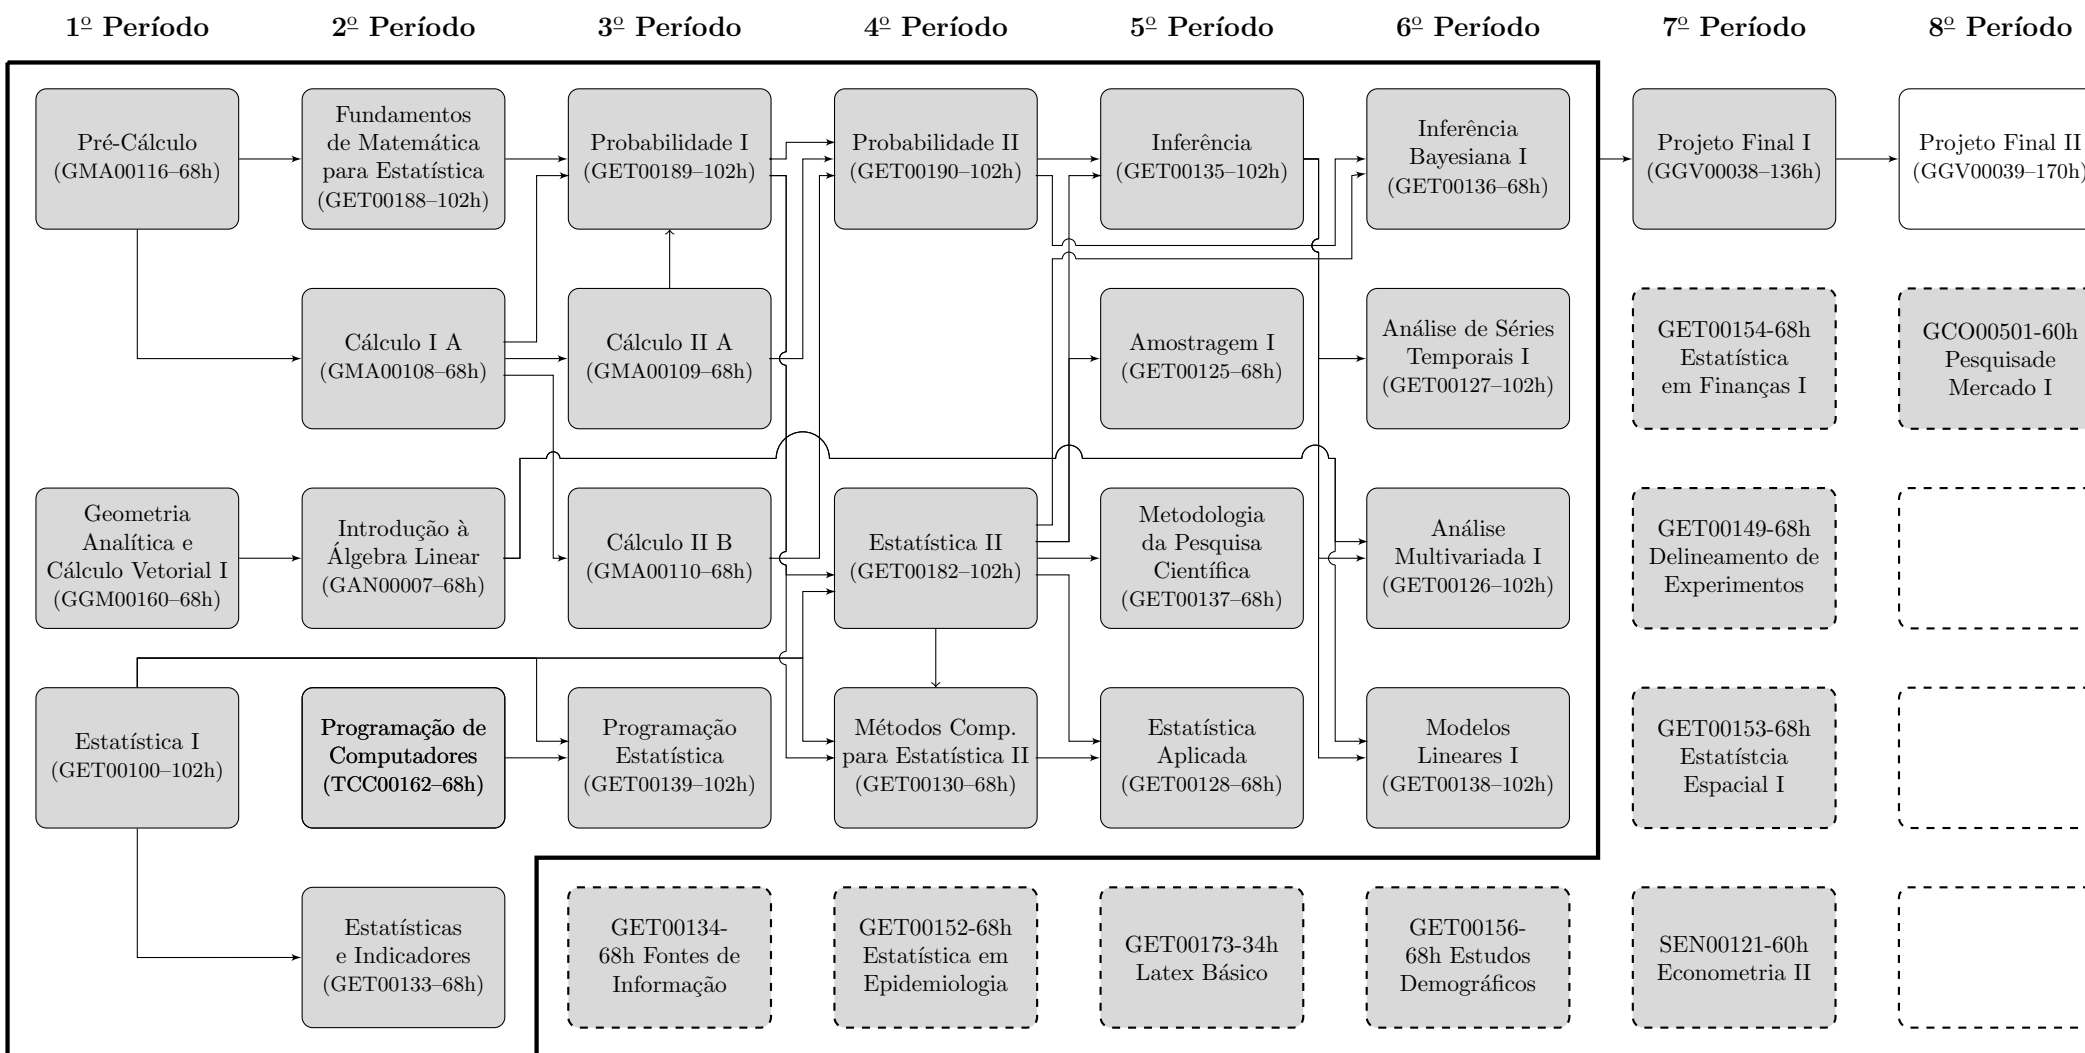 1º Período
2º Período
3º Período
4º Período
5º Período
6º Período
7º Período
8º Período
Pré-Cálculo
(GMA00116–68h)
Fundamentos
de Matemática
para Estatística
(GET00188–102h)
Probabilidade I
(GET00189–102h)
Probabilidade II
(GET00190–102h)
Inferência
(GET00135–102h)
Inferência
Bayesiana I
(GET00136–68h)
Projeto Final I
(GGV00038–136h)
Projeto Final II
(GGV00039–170h)
Cálculo I A
(GMA00108–68h)
Cálculo II A
(GMA00109–68h)
Amostragem I
(GET00125–68h)
Análise de Séries
Temporais I
(GET00127–102h)
GET00154-68h
Estatística
em Finanças I
GCO00501-60h
Pesquisade
Mercado I
Geometria
Analítica e
Cálculo Vetorial I
(GGM00160–68h)
Introdução à
Álgebra Linear
(GAN00007–68h)
Cálculo II B
(GMA00110–68h)
Estatística II
(GET00182–102h)
Metodologia
da Pesquisa
Científica
(GET00137–68h)
Análise
Multivariada I
(GET00126–102h)
GET00149-68h
Delineamento de
Experimentos
Estatística I
(GET00100–102h)
Programação de
Computadores
(TCC00162–68h)
Programação
Estatística
(GET00139–102h)
Métodos Comp.
para Estatística II
(GET00130–68h)
Estatística
Aplicada
(GET00128–68h)
Modelos
Lineares I
(GET00138–102h)
GET00153-68h
Estatístcia
Espacial I
Estatísticas
e Indicadores
(GET00133–68h)
GET00134-
68h Fontes de
Informação
GET00152-68h
Estatística em
Epidemiologia
GET00173-34h
Latex Básico
GET00156-
68h Estudos
Demográficos
SEN00121-60h
Econometria II